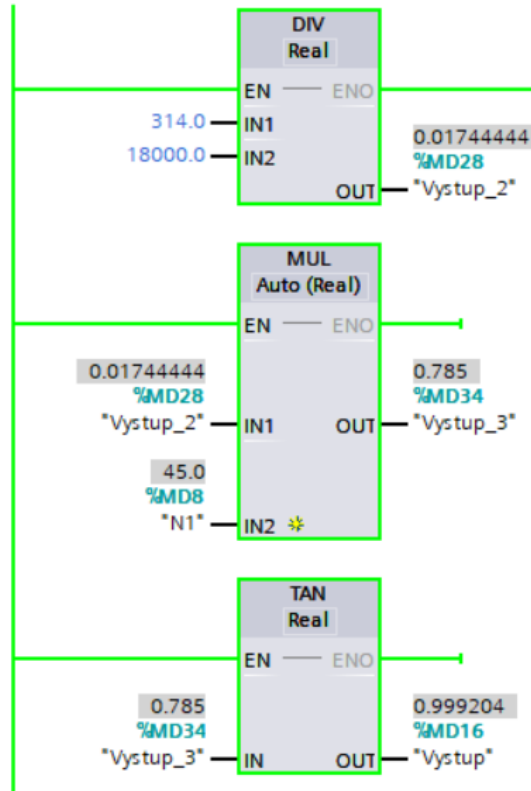 DIV
Real
EN ENO
314.0 IN1
18000.0 IN2
0.01744444
%MD28
OUT "Vystup_2"
MUL
Auto (Real)
EN ENO
0.01744444
%MD28
"Vystup_2" IN1
0.785
%MD34
OUT "Vystup_3"
45.0
%MD8
"N1" IN2
TAN
Real
EN ENO
0.785
%MD34
"Vystup_3" IN
0.999204
%MD16
OUT "Vystup"